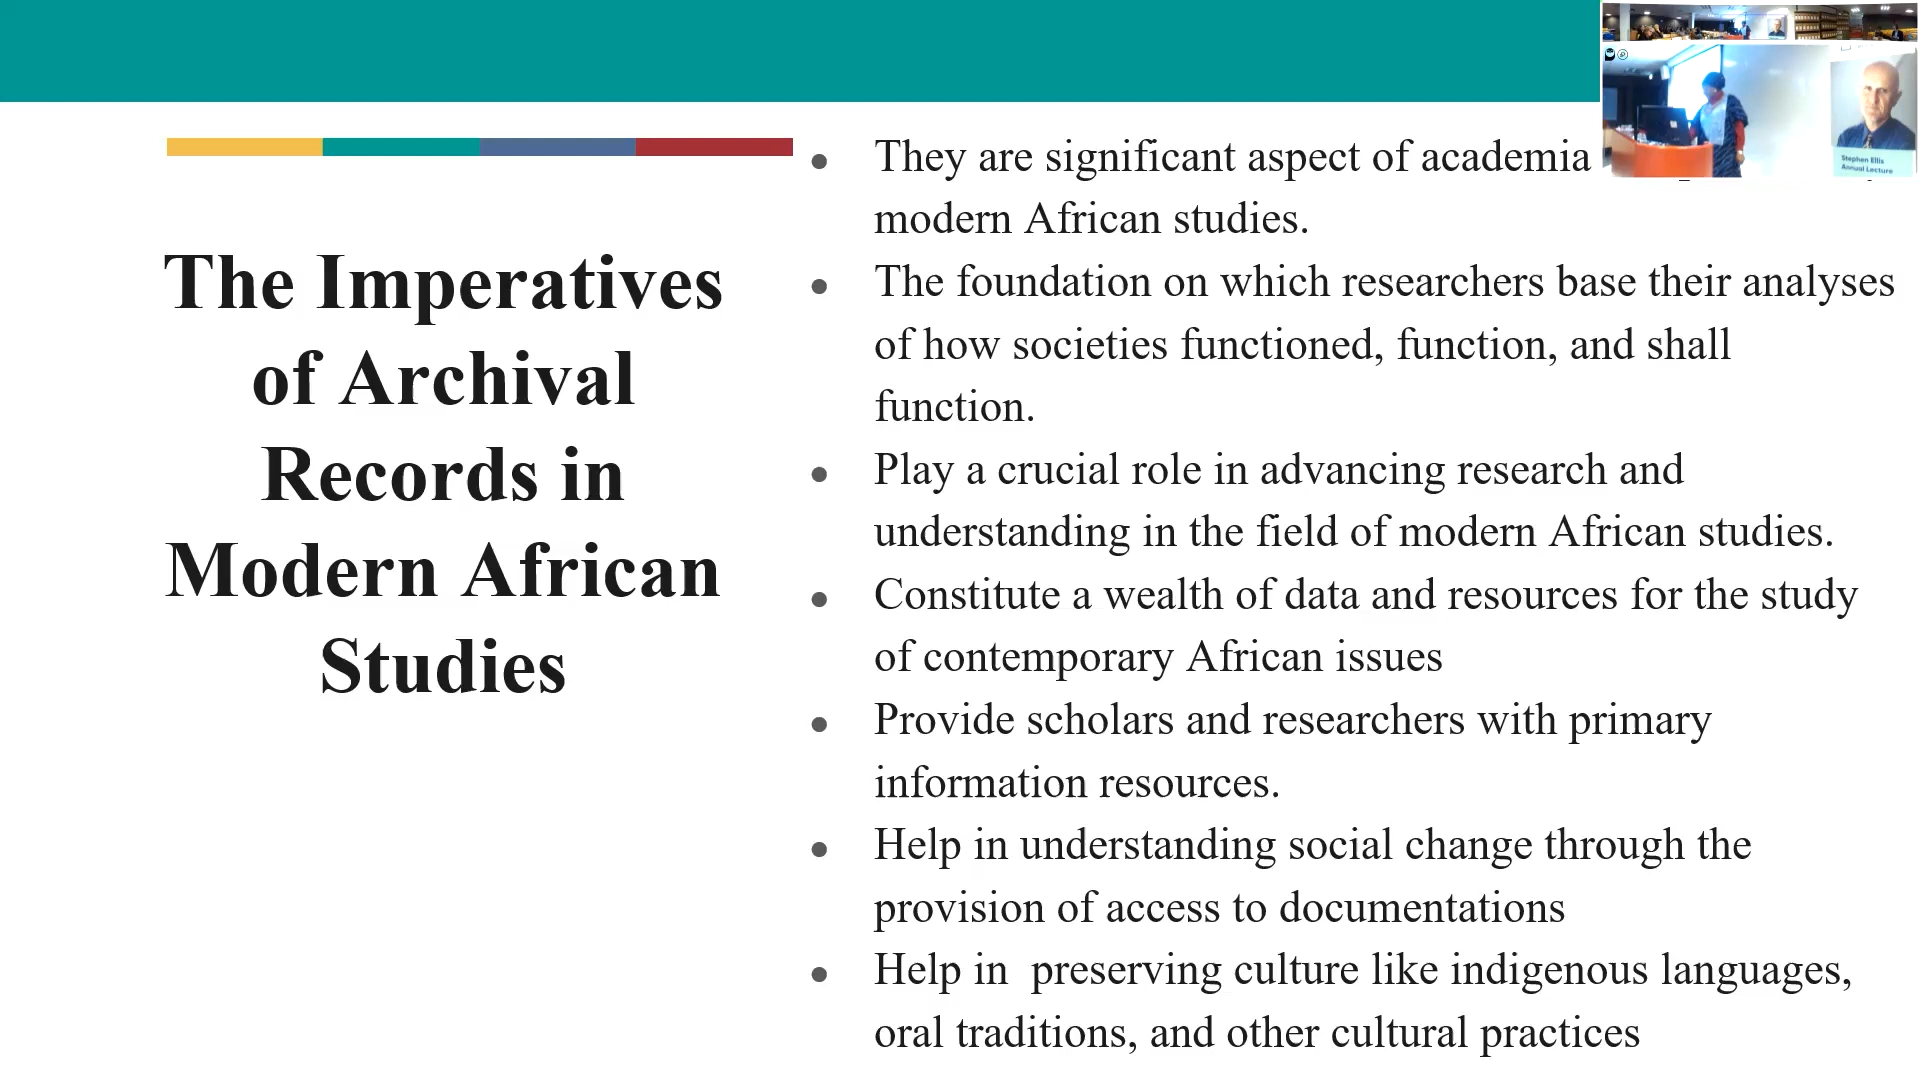 The Imperatives
of Archival
Records in
Modern African
Studies
They are significant aspect of academia
modern African studies.
The foundation on which researchers base their analyses
of how societies functioned, function, and shall
function.
Play a crucial role in advancing research and
understanding in the field of modern African studies.
Constitute a wealth of data and resources for the study
of contemporary African issues
Provide scholars and researchers with primary
information resources.
Help in understanding social change through the
provision of access to documentations
Help in  preserving culture like indigenous languages,
oral traditions, and other cultural practices
Stephen Ellis
Annual Lecture